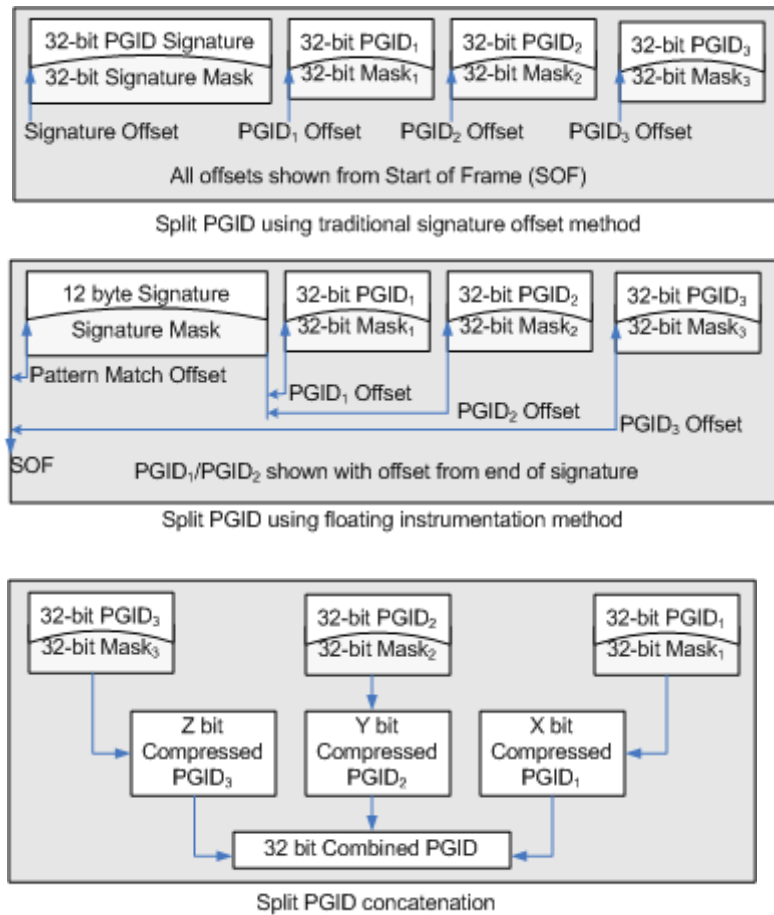 32-bit PGID Signature
32-bit Signature Mask
32-bit PGID₁
32-bit Mask₁
32-bit PGID₂
32-bit Mask₂
32-bit PGID₃
32-bit Mask₃
Signature Offset
PGID₁ Offset
PGID₂ Offset
PGID₃ Offset
All offsets shown from Start of Frame (SOF)
Split PGID using traditional signature offset method
12 byte Signature
Signature Mask
32-bit PGID₁
32-bit Mask₁
32-bit PGID₂
32-bit Mask₂
32-bit PGID₃
32-bit Mask₃
Pattern Match Offset
PGID₁ Offset
PGID₂ Offset
PGID₃ Offset
SOF
PGID₁/PGID₂ shown with offset from end of signature
Split PGID using floating instrumentation method
32-bit PGID₃
32-bit Mask₃
32-bit PGID₂
32-bit Mask₂
32-bit PGID₁
32-bit Mask₁
Z bit
Compressed
PGID₃
Y bit
Compressed
PGID₂
X bit
Compressed
PGID₁
32 bit Combined PGID
Split PGID concatenation